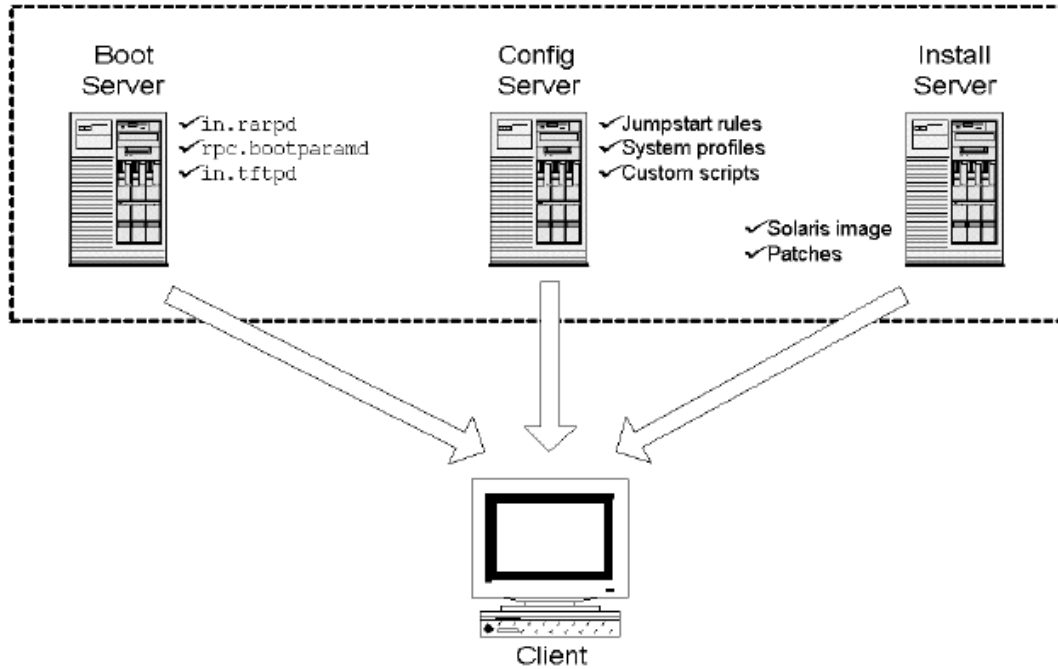 Boot
Server
in.rarpd
rpc.bootparamd
in.tftpd
Config
Server
Jumpstart rules
System profiles
Custom scripts
Install
Server
Solaris image
Patches
Client